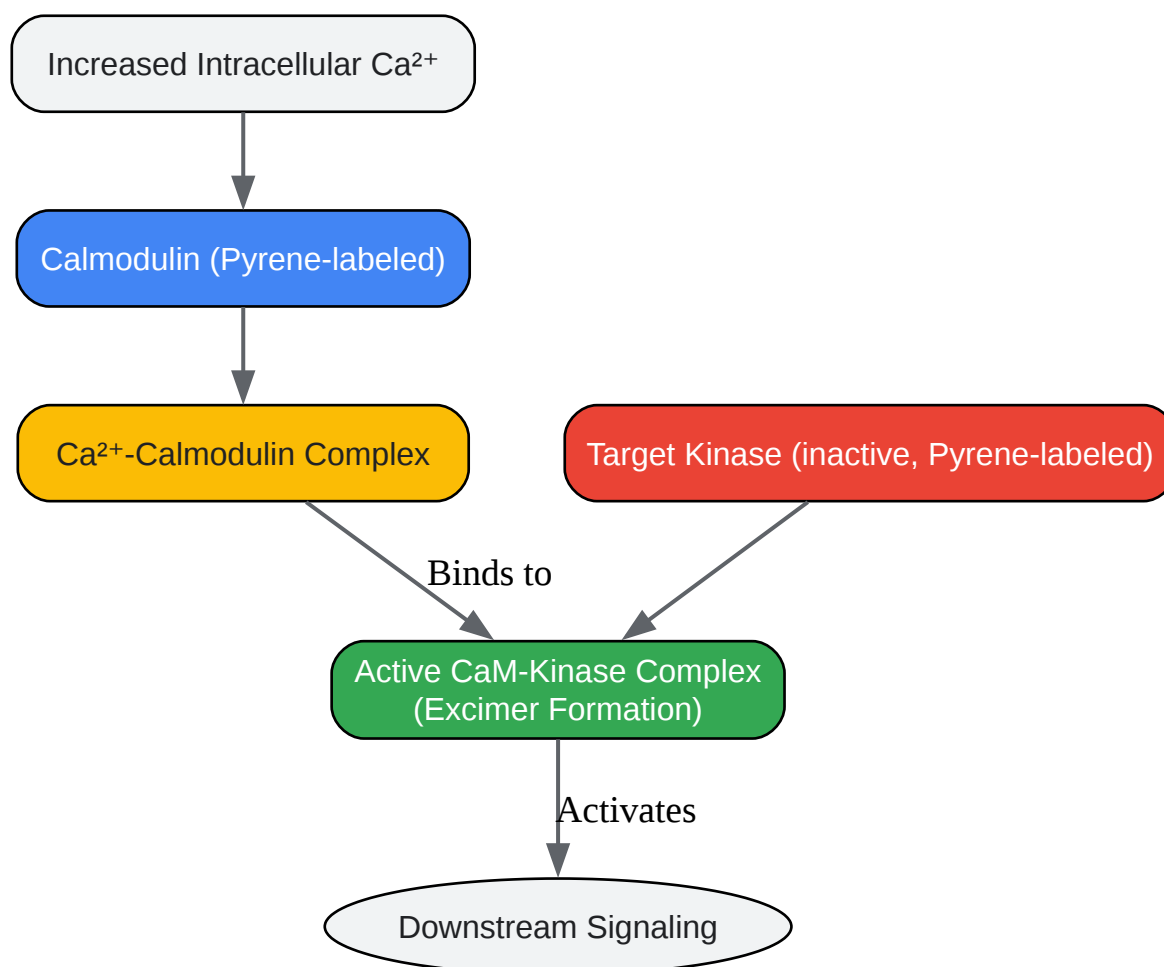 Increased Intracellular Ca²⁺
Calmodulin (Pyrene-labeled)
Ca²⁺-Calmodulin Complex
Target Kinase (inactive, Pyrene-labeled)
Binds to
Active CaM-Kinase Complex
(Excimer Formation)
Activates
Downstream Signaling